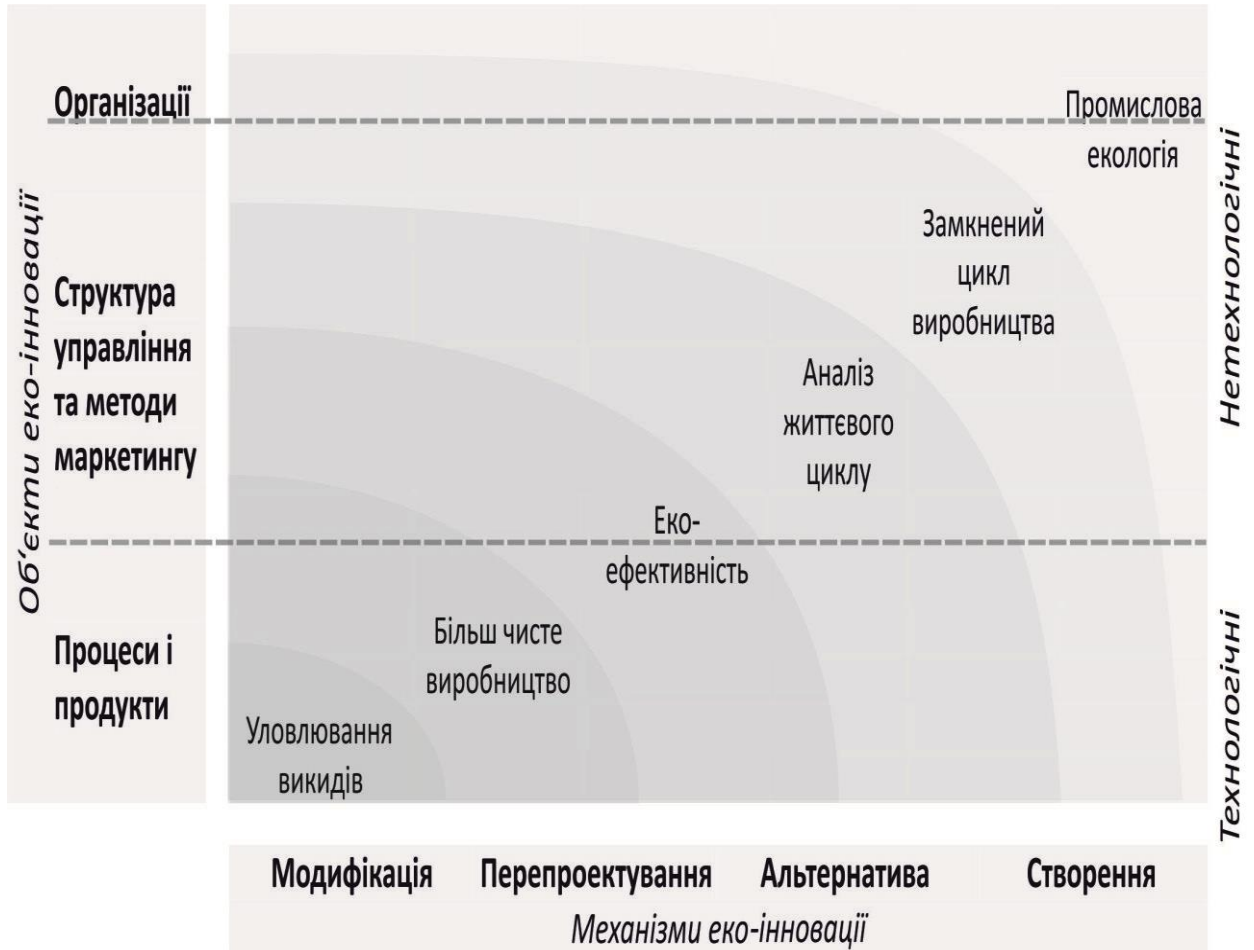 Об‘єкти еко-інновації
Організації
Структура
управління
та методи
маркетингу
Процеси і
продукти
Промислова
екологія
Замкнений
цикл
виробництва
Аналіз
життєвого
циклу
Еко-
ефективність
Більш чисте
виробництво
Уловлювання
викидів
Нетехнологічні
Технологічні
Модифікація Перепроектування Альтернатива Створення
Механізми еко-інновації